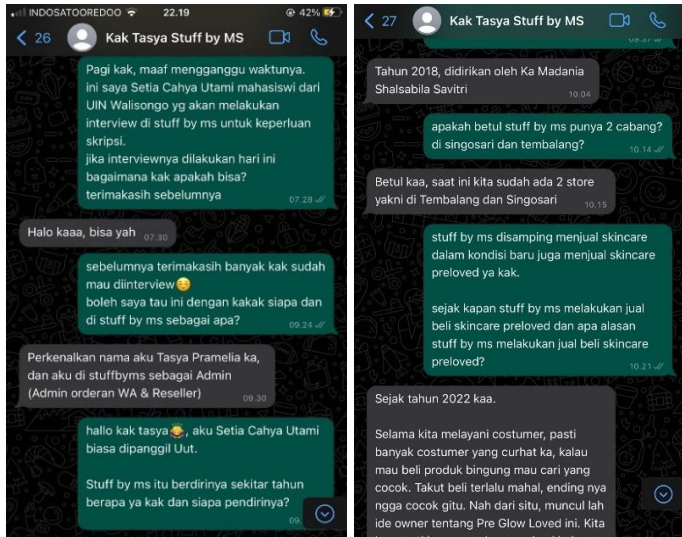 INDOSATOOREDOO 22.19 42%
26 Kak Tasya Stuff by MS
Pagi kak, maaf mengganggu waktunya.
ini saya Setia Cahya Utami mahasiswi dari
UIN Walisongo yg akan melakukan
interview di stuff by ms untuk keperluan
skripsi.
jika interviewnya dilakukan hari ini
bagaimana kak apakah bisa?
terimakasih sebelumnya
07.28
Halo kaaa, bisa yah
07.30
sebelumnya terimakasih banyak kak sudah
mau diinterview☺️
boleh saya tau ini dengan kakak siapa dan
di stuff by ms sebagai apa?
09.24
Perkenalkan nama aku Tasya Pramelia ka,
dan aku di stuffbyms sebagai Admin
(Admin orderan WA & Reseller)
09.30
hallo kak tasya, aku Setia Cahya Utami
biasa dipanggil Uut.
Stuff by ms itu berdirinya sekitar tahun
berapa ya kak dan siapa pendirinya?
09.
27 Kak Tasya Stuff by MS
09.37
Tahun 2018, didirikan oleh Ka Madania
Shalsabila Savitri
10.04
apakah betul stuff by ms punya 2 cabang?
di singosari dan tembalang?
10.14
Betul kaa, saat ini kita sudah ada 2 store
yakni di Tembalang dan Singosari
10.15
stuff by ms disamping menjual skincare
dalam kondisi baru juga menjual skincare
preloved ya kak.
sejak kapan stuff by ms melakukan jual
beli skincare preloved dan apa alasan
stuff by ms melakukan jual beli skincare
preloved?
10.21
Sejak tahun 2022 kaa.
Selama kita melayani costumer, pasti
banyak costumer yang curhat ka, kalau
mau beli produk bingung mau cari yang
cocok. Takut beli terlalu mahal, ending nya
ngga cocok gitu. Nah dari situ, muncul lah
ide owner tentang Pre Glow Loved ini. Kita